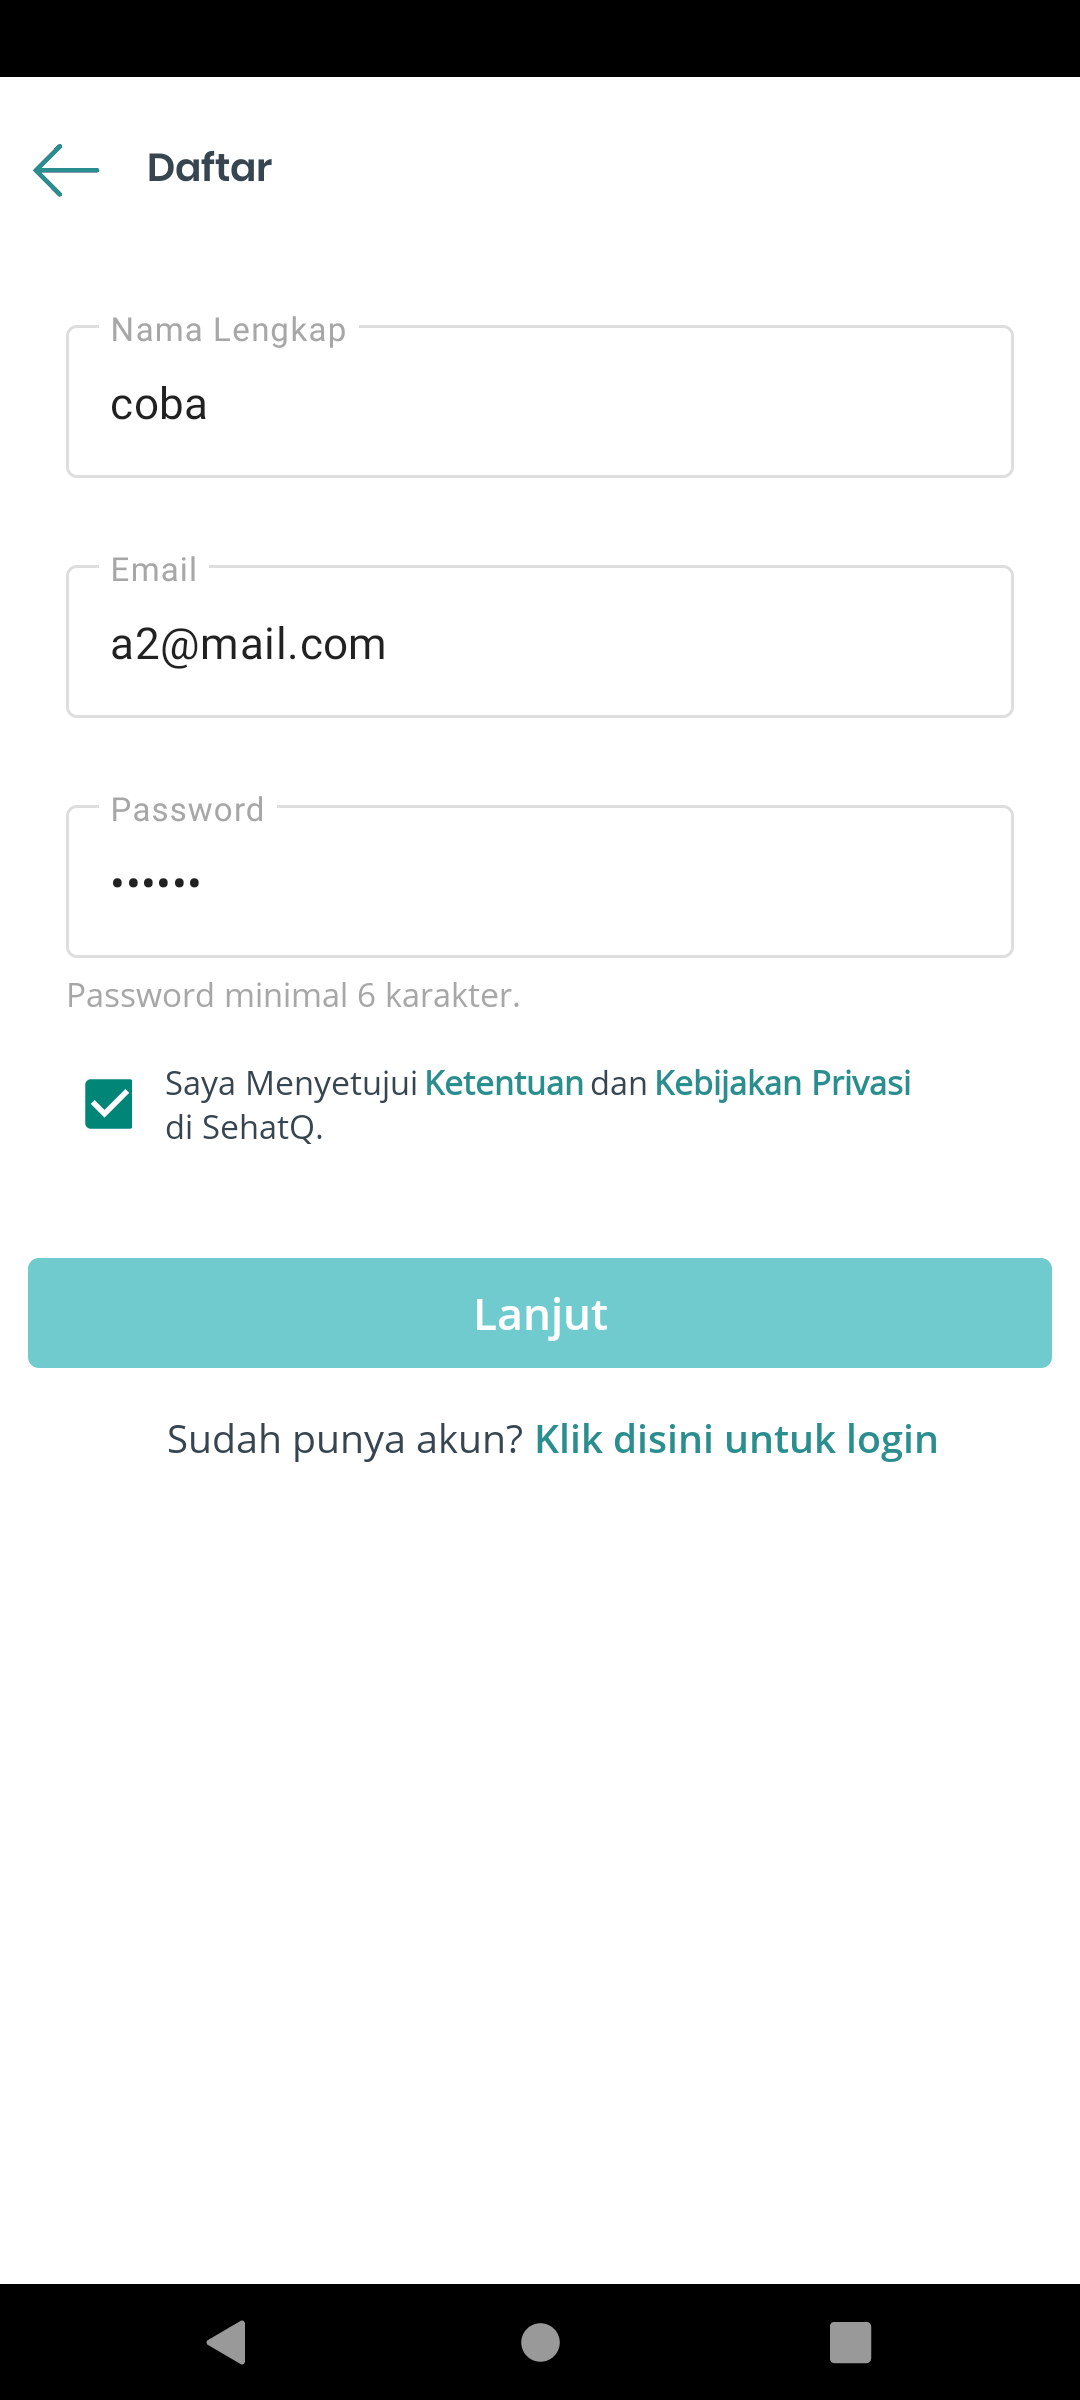 Daftar
Nama Lengkap
coba
Email
a2@mail.com
Password
••••••
Password minimal 6 karakter.
Saya Menyetujui Ketentuan dan Kebijakan Privasi
di SehatQ.
Lanjut
Sudah punya akun? Klik disini untuk login